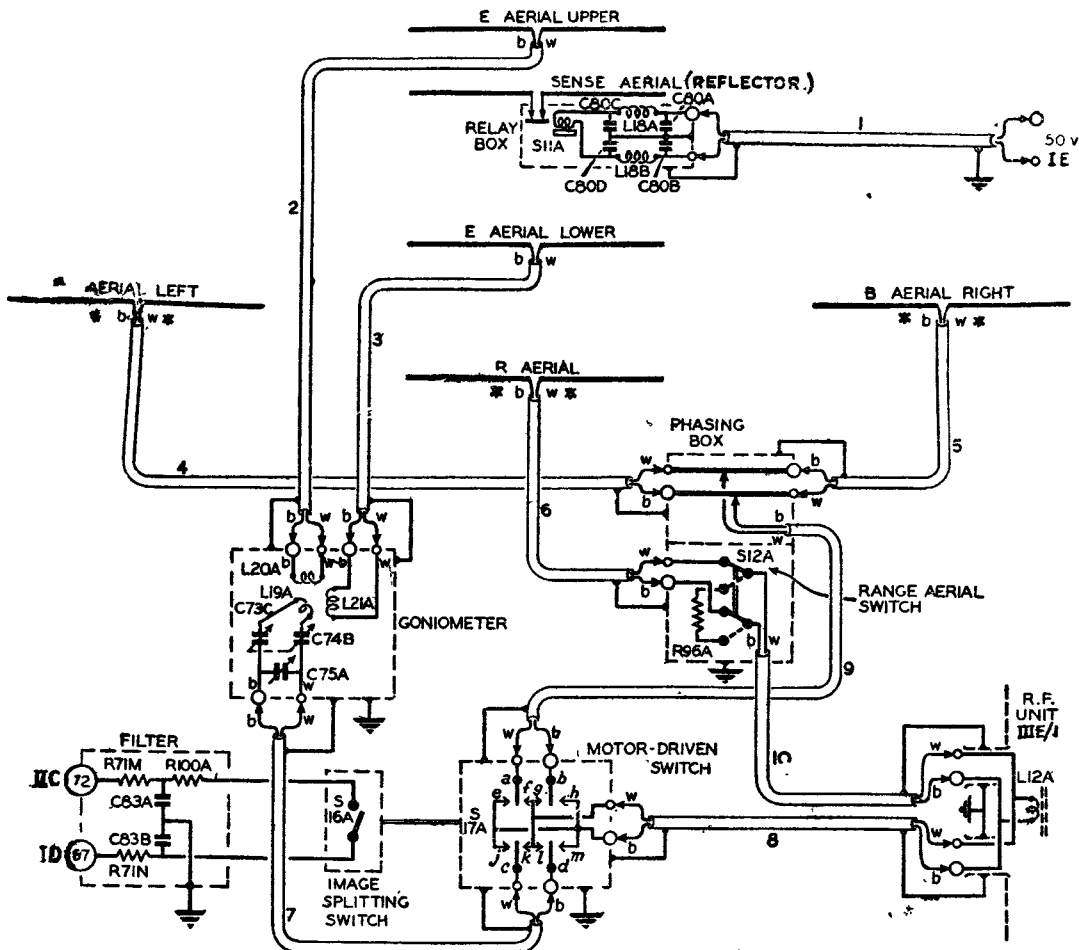 E AERIAL UPPER
b w
SENSE AERIAL (REFLECTOR.)
C80C C80A
RELAY BOX
S11A
L18A
L18B
C80D C80B
1
50 v
IE
2
E AERIAL LOWER
b w
3
AERIAL LEFT
* b w *
B AERIAL RIGHT
* b w *
R AERIAL
* b w *
PHASING BOX
4
5
6
w b
b w
b w
b w b w
b w b w
L20A
L19A
L21A
C73C
C74B
C75A
GONIOMETER
b w
b w
w b
S12A
RANGE AERIAL SWITCH
R96A
b w
9
10
R.F. UNIT IIIE/1
L12A
w b
w b
FILTER
IIC 72
R71M R100A
C83A
C83B
ID 67
R71N
S 116A
IMAGE SPLITTING SWITCH
7
MOTOR-DRIVEN SWITCH
w b
a b
e f g h
S 117A
j k l m
c d
w b
w b
8